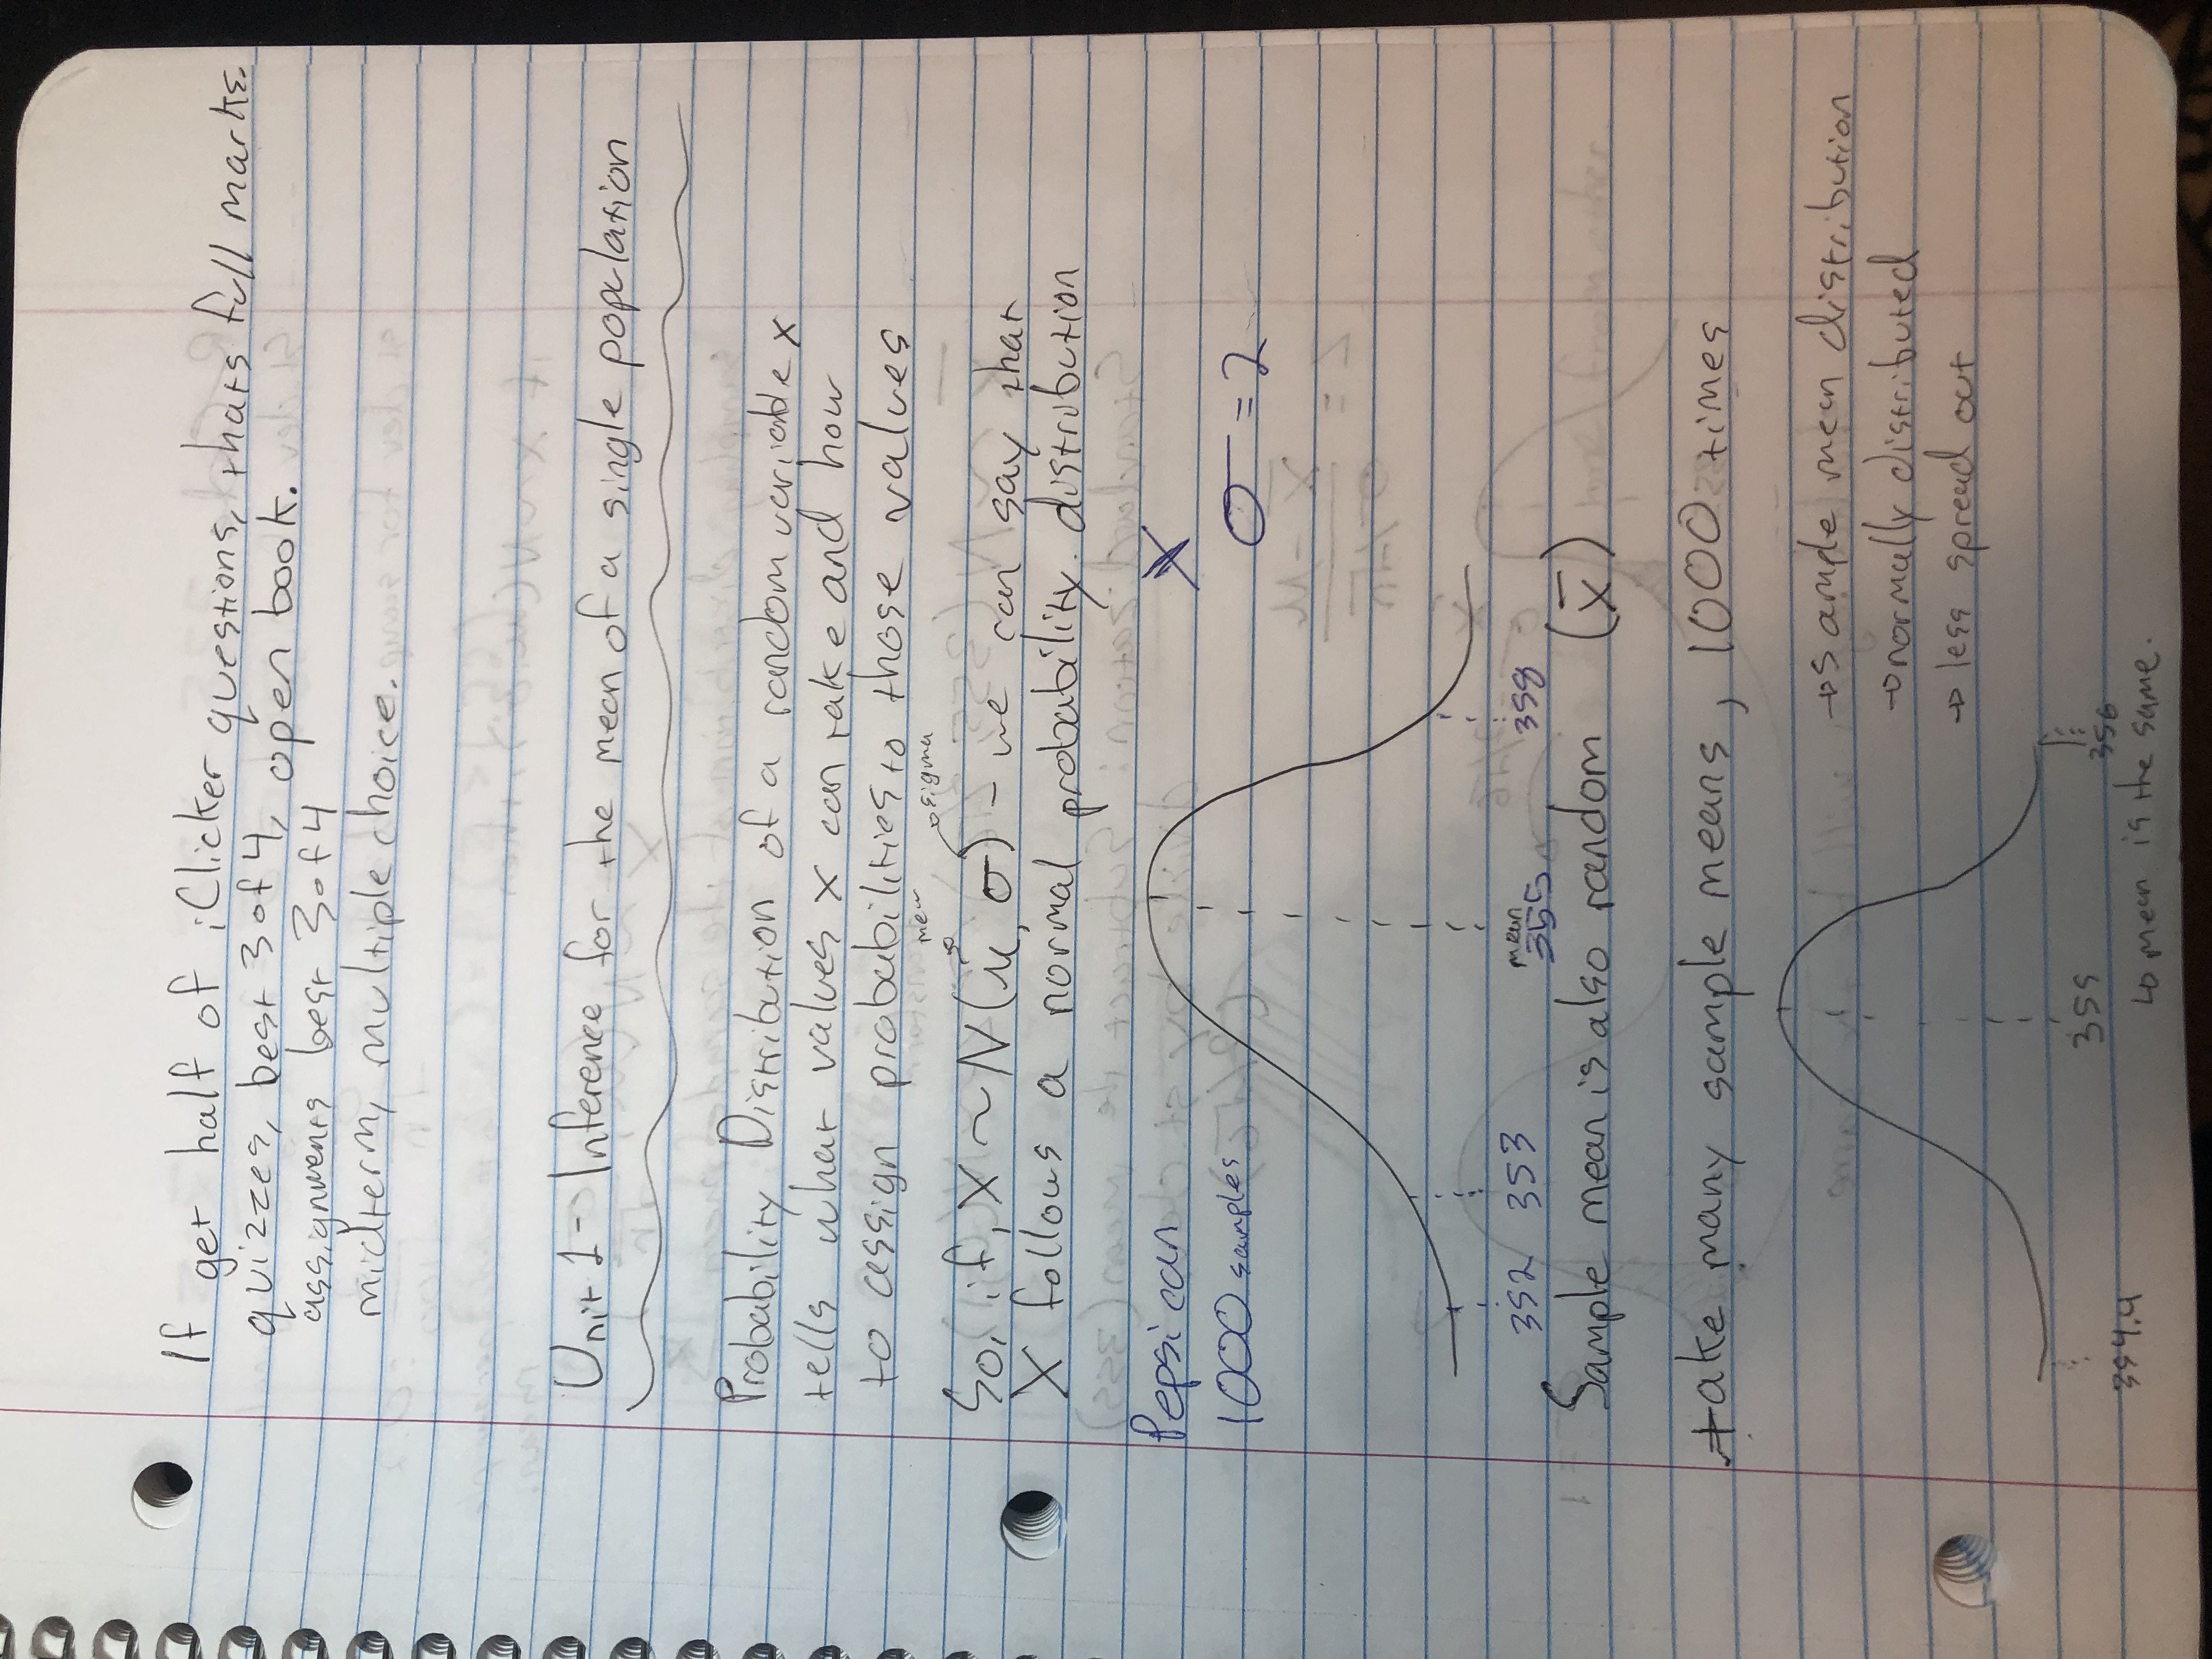 If get half of iClicker questions, thats full marks.
quizzes, best 3 of 4, open book.
assignments best 3 of 4
midterm, multiple choice.
Unit 1 - Inference for the mean of a single population
Probability Distribution of a random variable x
tells what values x can take and how
to assign probabilities to those values
mew sigma
So, if, X ~ N(μ, σ) - we can say that
X follows a normal probability. distribution
Pepsi can X
1000 samples σ = 2
mean
352 353 355 358
Sample mean is also random (x̄)
take many sample means, 1000 times
→ sample mean distribution
→ normally distributed
→ less spread out
354.4 355 356
↳ mean is the same.